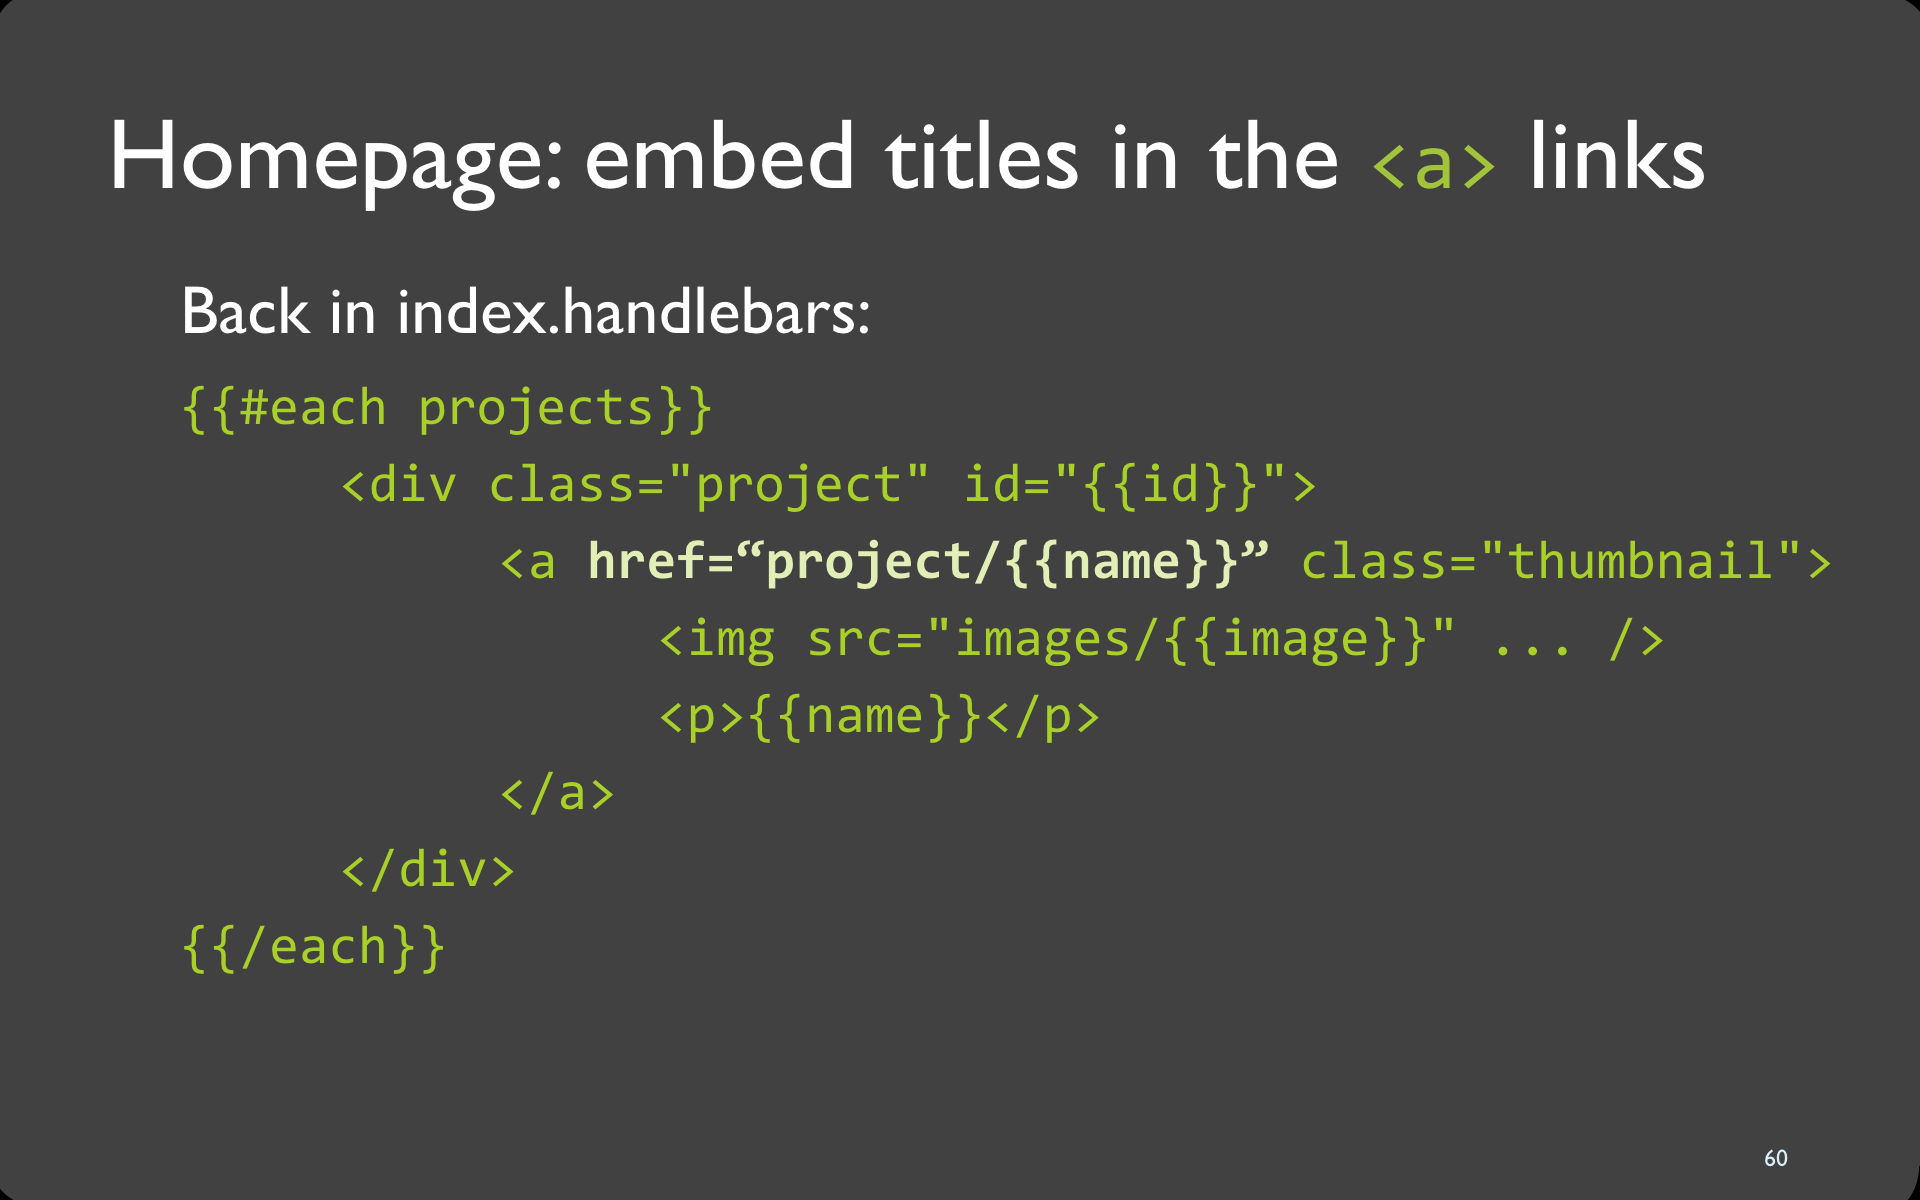 Homepage: embed titles in the <a> links
Back in index.handlebars:
{{#each projects}}
<div class="project" id="{{id}}">
<a href=“project/{{name}}” class="thumbnail">
<img src="images/{{image}}" ... />
<p>{{name}}</p>
</a>
</div>
{{/each}}
60